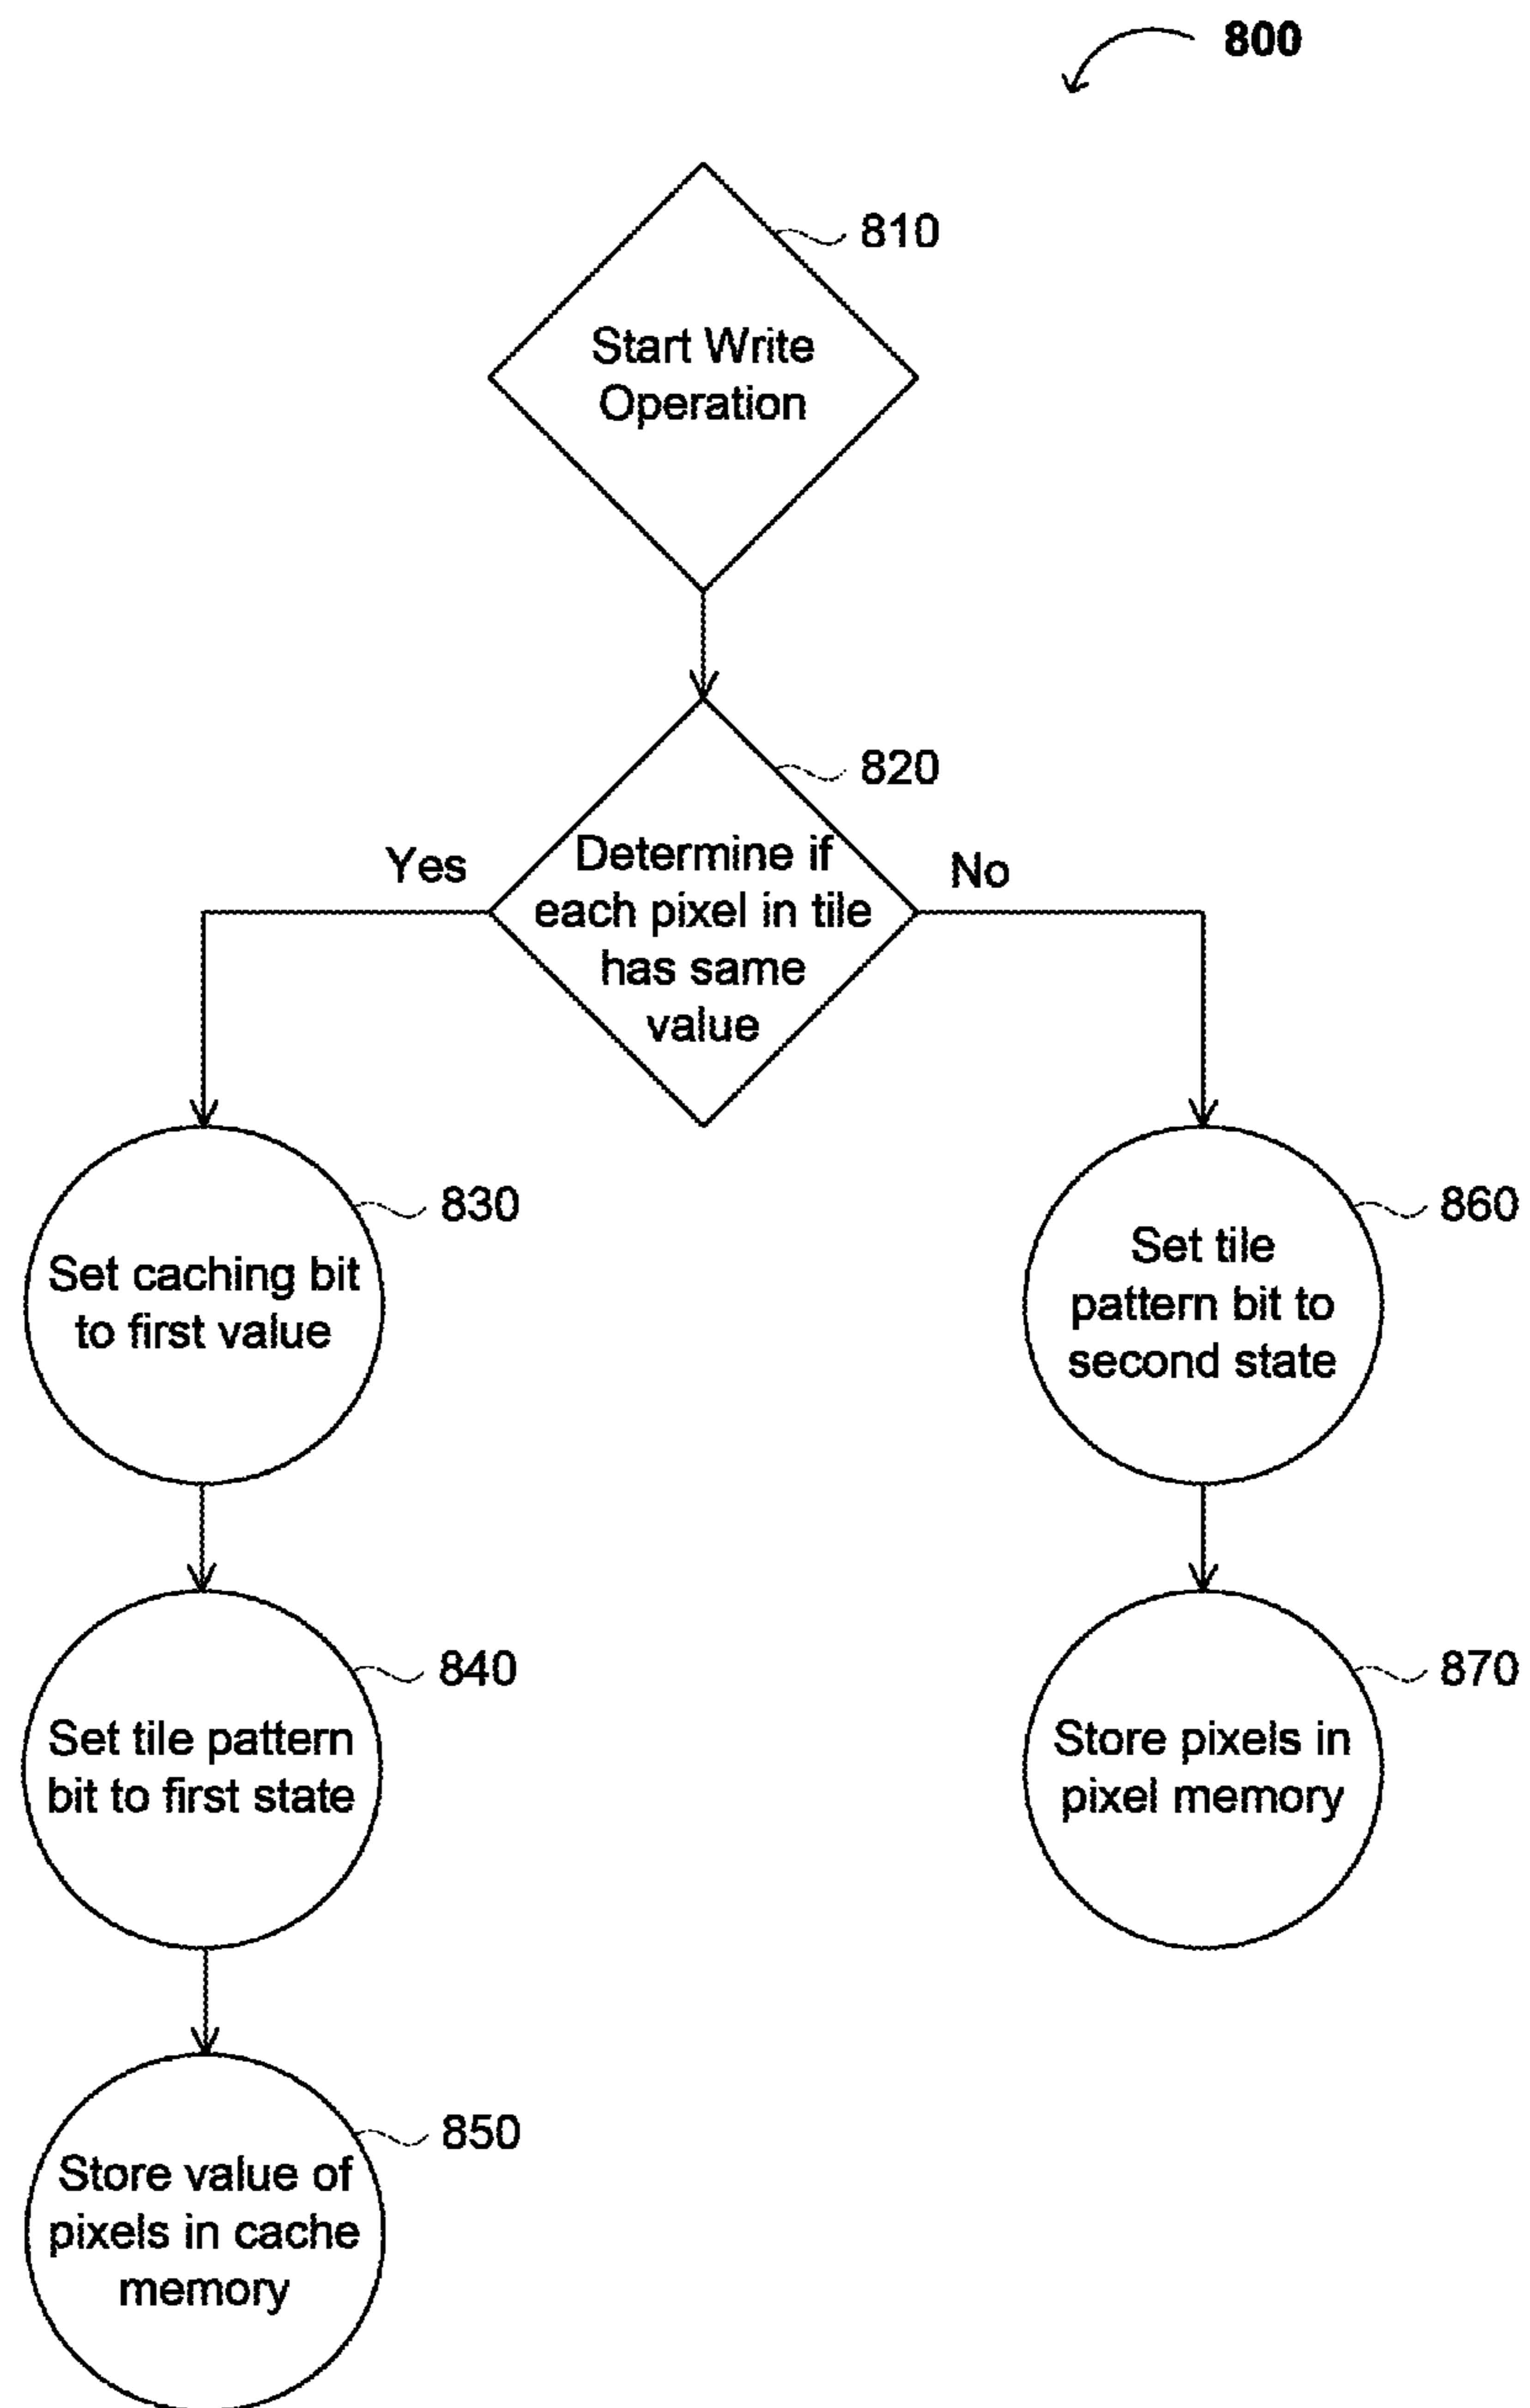 800
810
Start Write
Operation
820
Yes
No
Determine if
each pixel in tile
has same
value
830
Set caching bit
to first value
860
Set tile
pattern bit to
second state
840
Set tile pattern
bit to first state
870
Store pixels in
pixel memory
850
Store value of
pixels in cache
memory